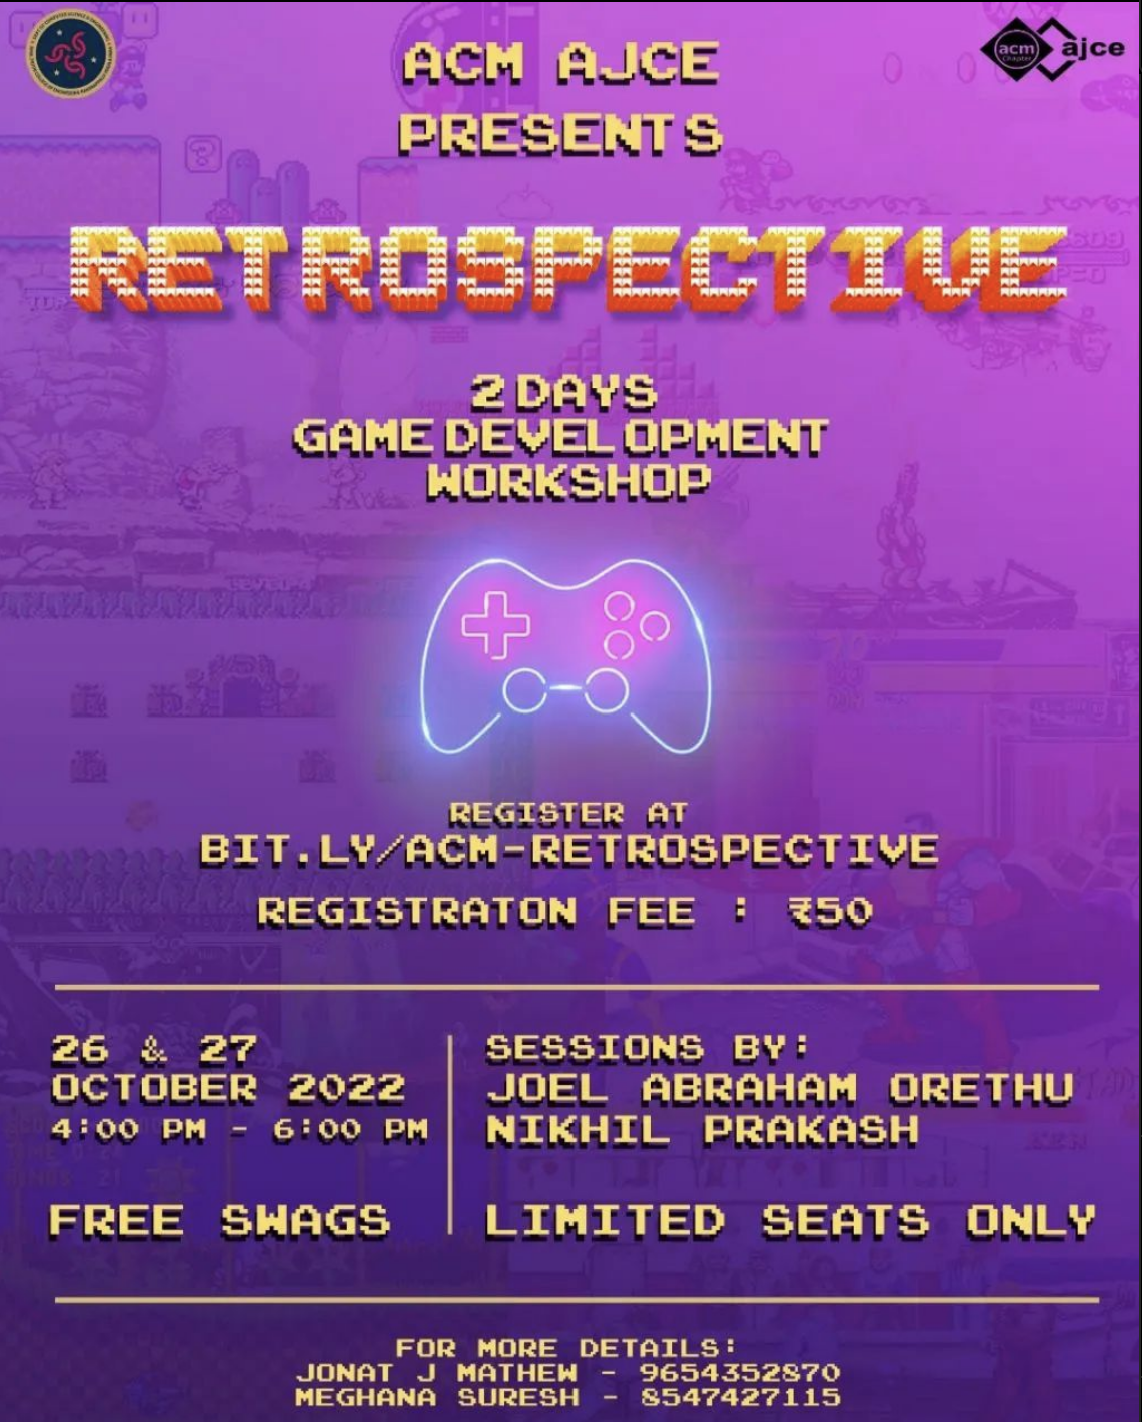 acm
Chapter
ajce
ACM AJCE
PRESENTS
RETROSPECTIVE
2 DAYS
GAME DEVELOPMENT
WORKSHOP
REGISTER AT
BIT.LY/ACM-RETROSPECTIVE
REGISTRATON FEE : ₹50
26 & 27
OCTOBER 2022
4:00 PM - 6:00 PM
FREE SWAGS
SESSIONS BY:
JOEL ABRAHAM ORETHU
NIKHIL PRAKASH
LIMITED SEATS ONLY
FOR MORE DETAILS:
JONAT J MATHEW - 9654352870
MEGHANA SURESH - 8547427115